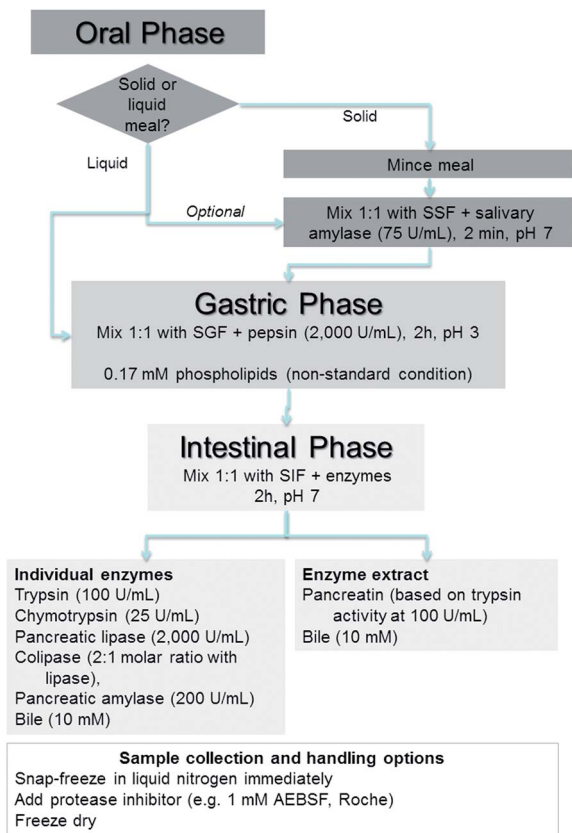 Oral Phase
Solid or
liquid
meal?
Solid
Liquid
Mince meal
Optional
Mix 1:1 with SSF + salivary
amylase (75 U/mL), 2 min, pH 7
Gastric Phase
Mix 1:1 with SGF + pepsin (2,000 U/mL), 2h, pH 3
0.17 mM phospholipids (non-standard condition)
Intestinal Phase
Mix 1:1 with SIF + enzymes
2h, pH 7
Individual enzymes
Trypsin (100 U/mL)
Chymotrypsin (25 U/mL)
Pancreatic lipase (2,000 U/mL)
Colipase (2:1 molar ratio with
lipase),
Pancreatic amylase (200 U/mL)
Bile (10 mM)
Enzyme extract
Pancreatin (based on trypsin
activity at 100 U/mL)
Bile (10 mM)
Sample collection and handling options
Snap-freeze in liquid nitrogen immediately
Add protease inhibitor (e.g. 1 mM AEBSF, Roche)
Freeze dry